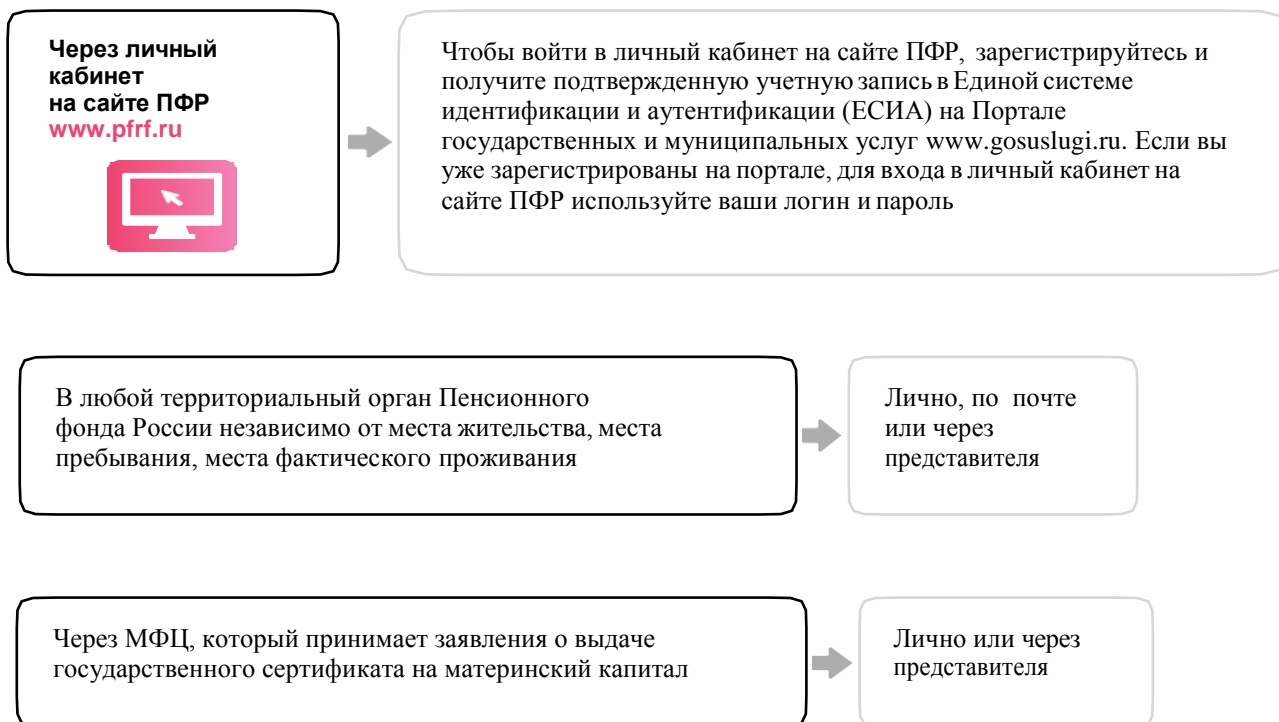 Через личный
кабинет
на сайте ПФР
www.pfrf.ru
Чтобы войти в личный кабинет на сайте ПФР, зарегистрируйтесь и
получите подтвержденную учетную запись в Единой системе
идентификации и аутентификации (ЕСИА) на Портале
государственных и муниципальных услуг www.gosuslugi.ru. Если вы
уже зарегистрированы на портале, для входа в личный кабинет на
сайте ПФР используйте ваши логин и пароль
В любой территориальный орган Пенсионного
фонда России независимо от места жительства, места
пребывания, места фактического проживания
Лично, по почте
или через
представителя
Через МФЦ, который принимает заявления о выдаче
государственного сертификата на материнский капитал
Лично или через
представителя